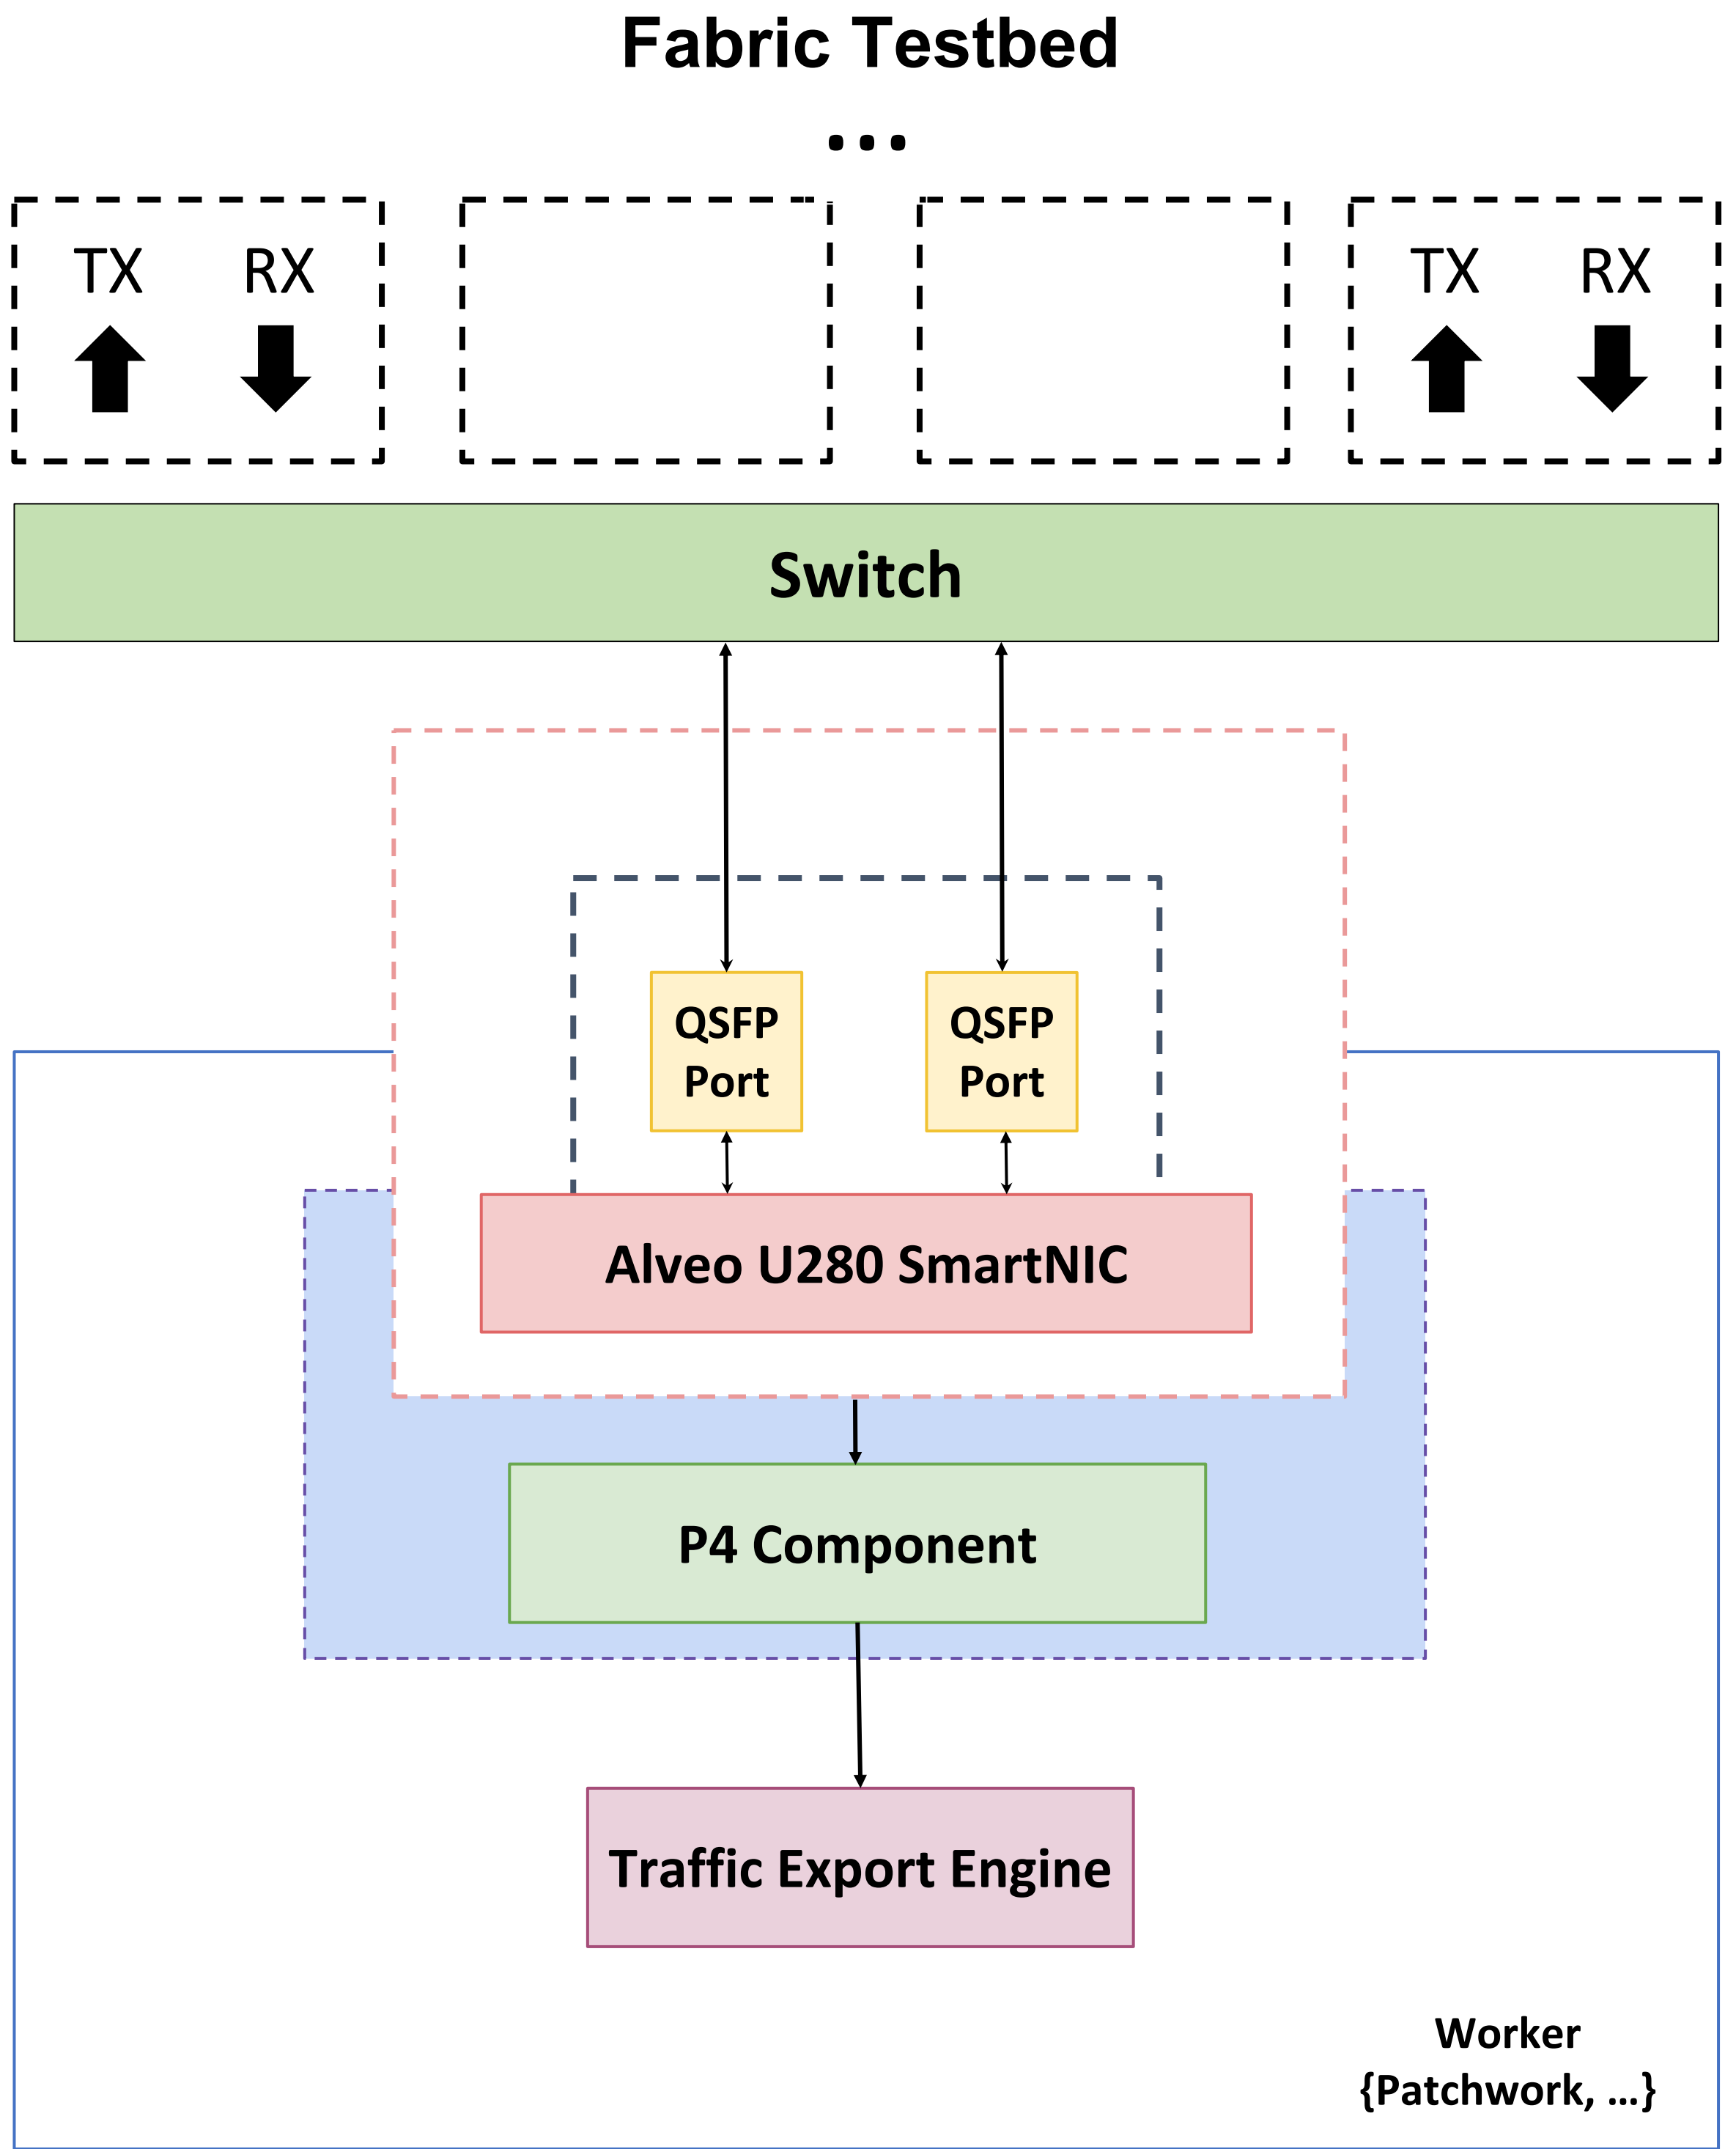 Fabric Testbed
...
TX RX TX RX
Switch
QSFP QSFP
Port Port
Alveo U280 SmartNIC
P4 Component
Traffic Export Engine
Worker
{Patchwork, ...}